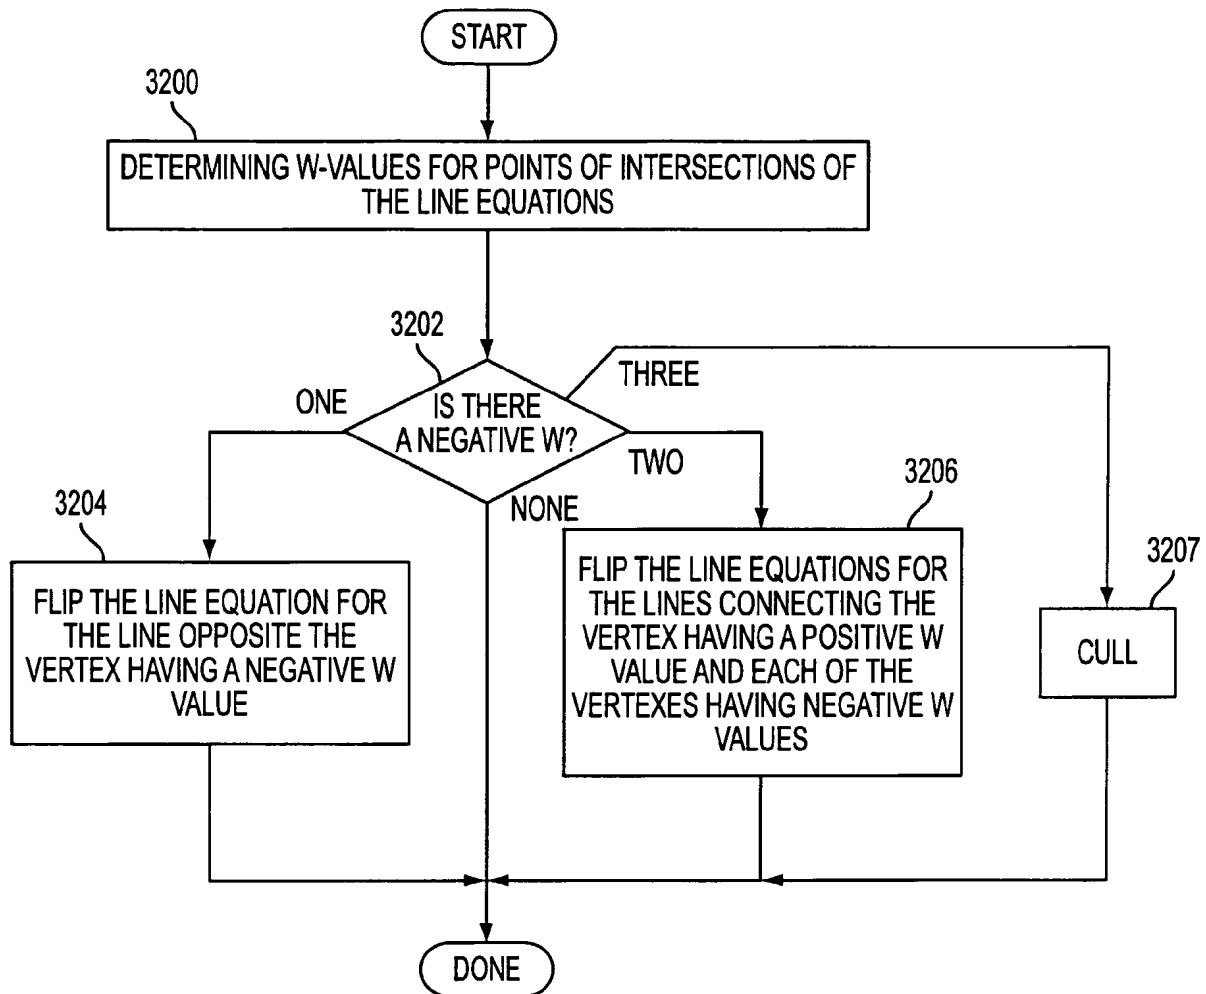 START
3200
DETERMINING W-VALUES FOR POINTS OF INTERSECTIONS OF
THE LINE EQUATIONS
3202
IS THERE
A NEGATIVE W?
ONE
THREE
TWO
NONE
3204
FLIP THE LINE EQUATION FOR
THE LINE OPPOSITE THE
VERTEX HAVING A NEGATIVE W
VALUE
3206
FLIP THE LINE EQUATIONS FOR
THE LINES CONNECTING THE
VERTEX HAVING A POSITIVE W
VALUE AND EACH OF THE
VERTEXES HAVING NEGATIVE W
VALUES
3207
CULL
DONE